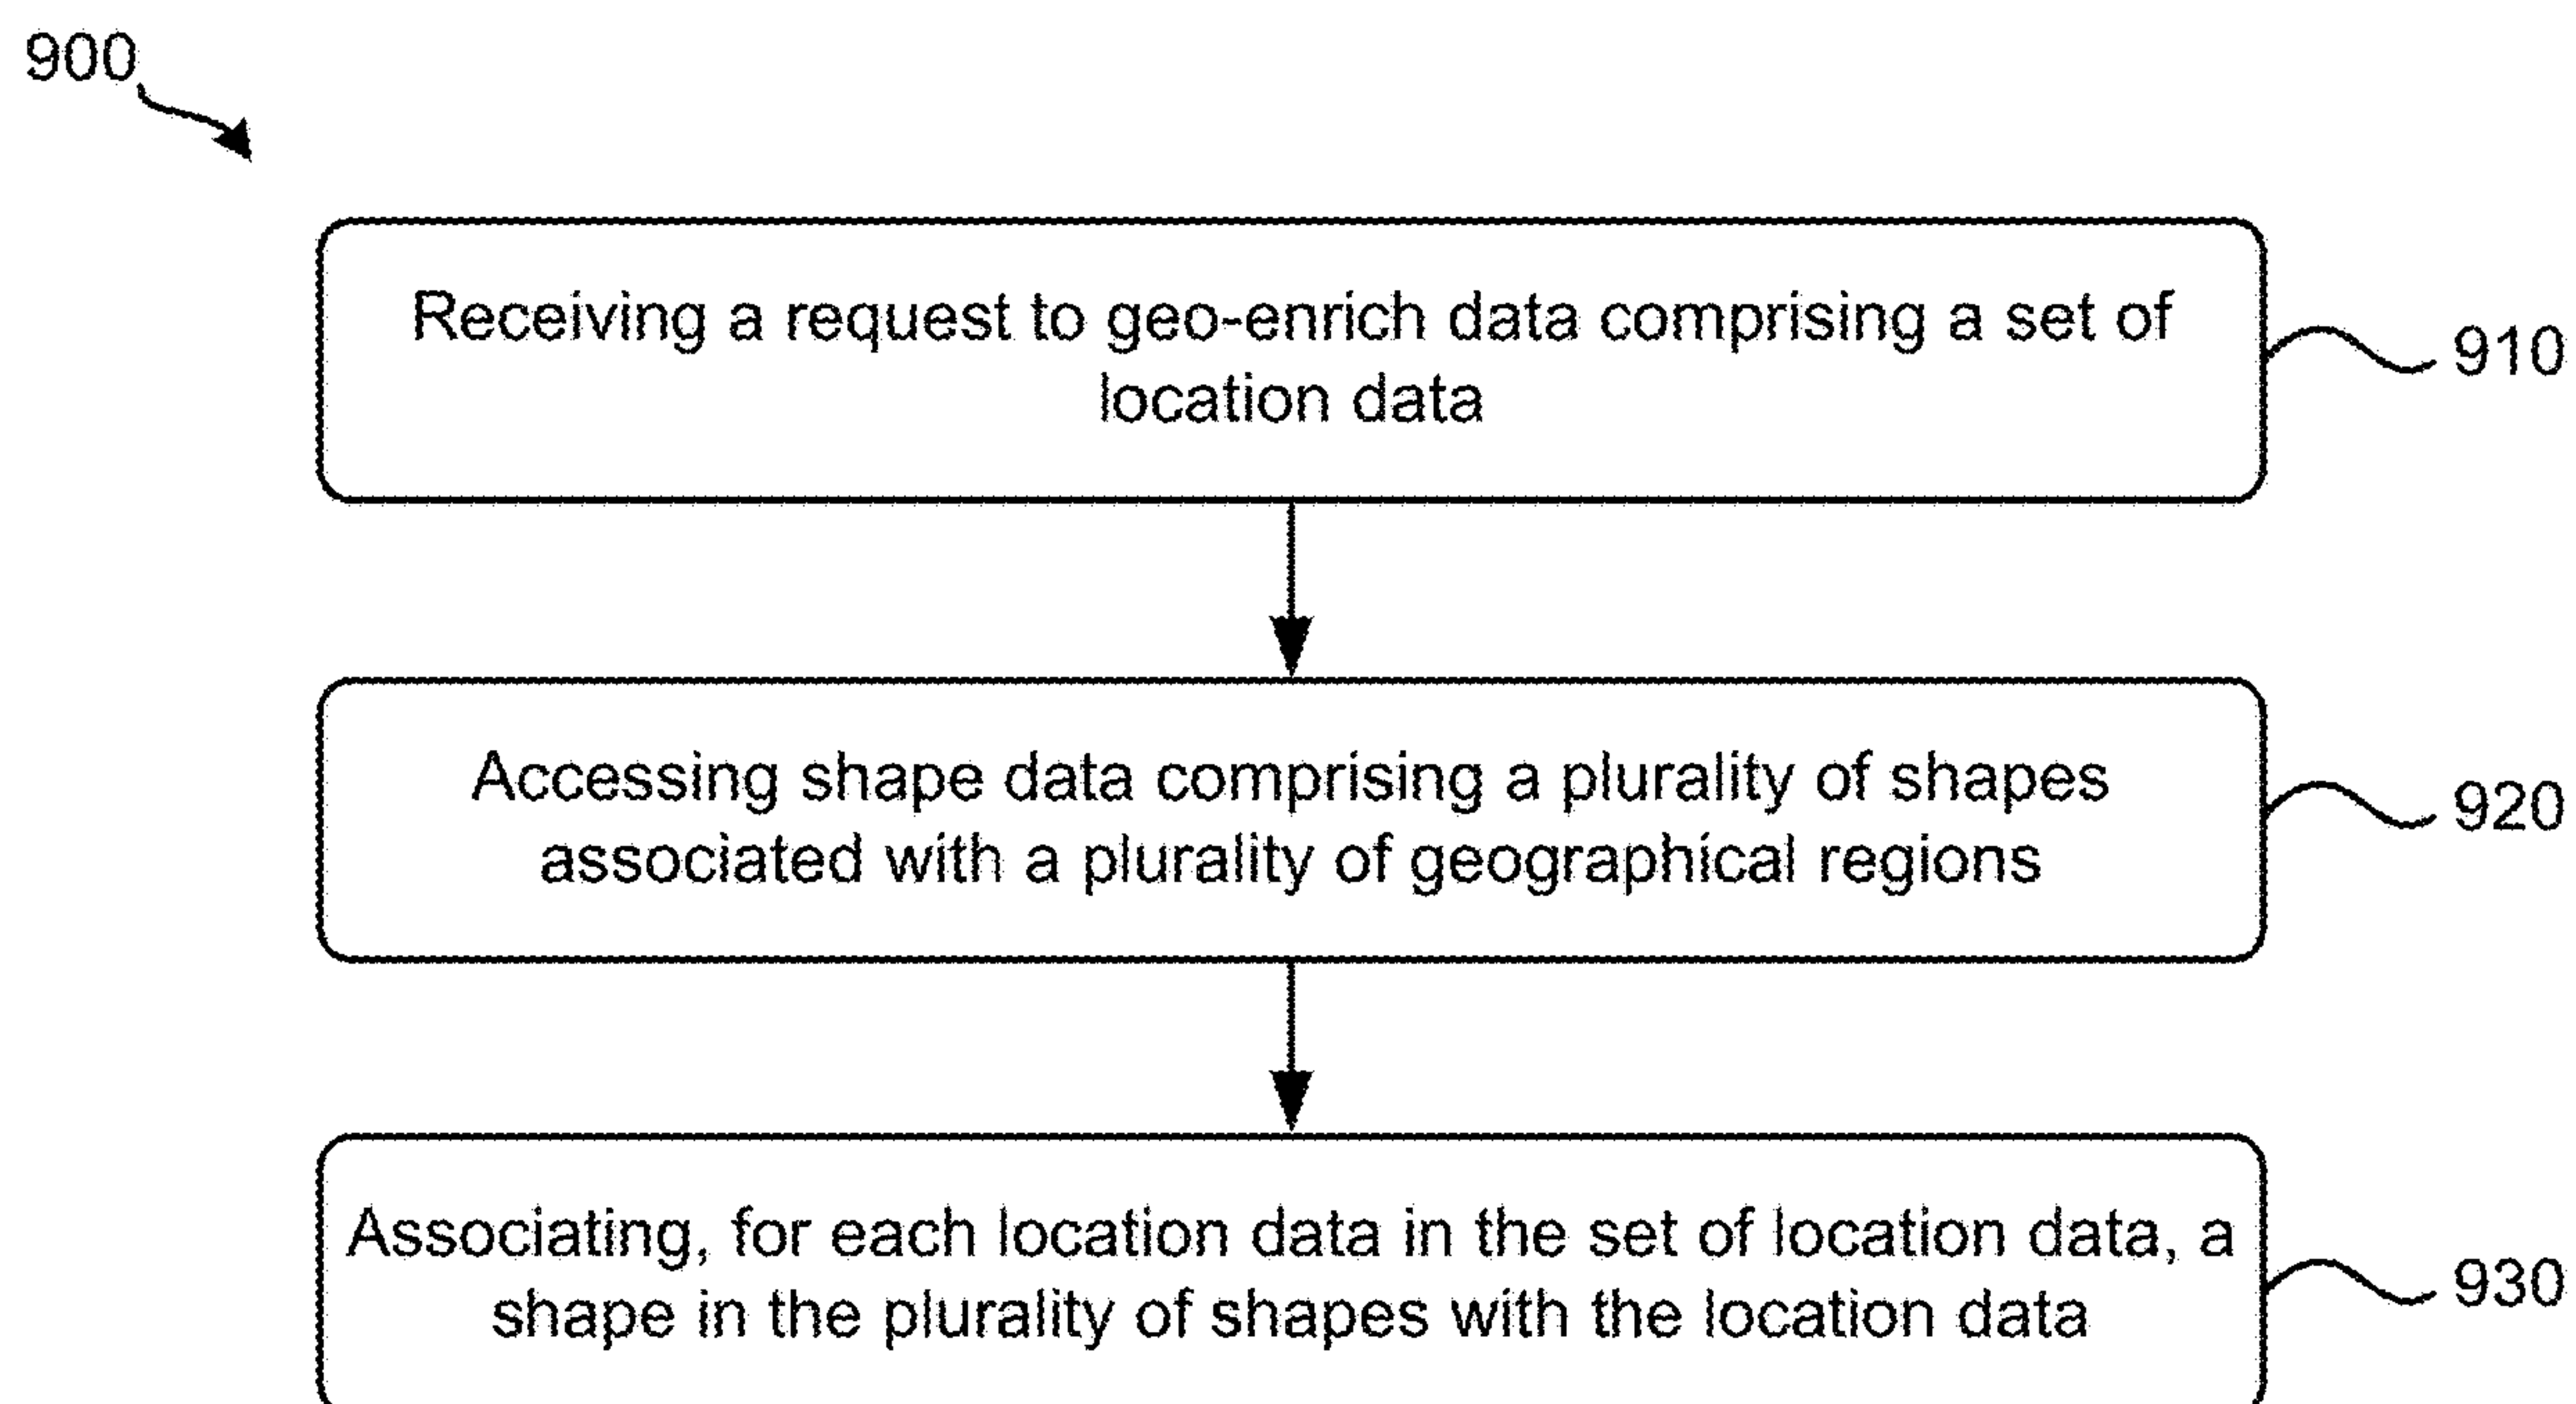 900
Receiving a request to geo-enrich data comprising a set of
location data
910
Accessing shape data comprising a plurality of shapes
associated with a plurality of geographical regions
920
Associating, for each location data in the set of location data, a
shape in the plurality of shapes with the location data
930